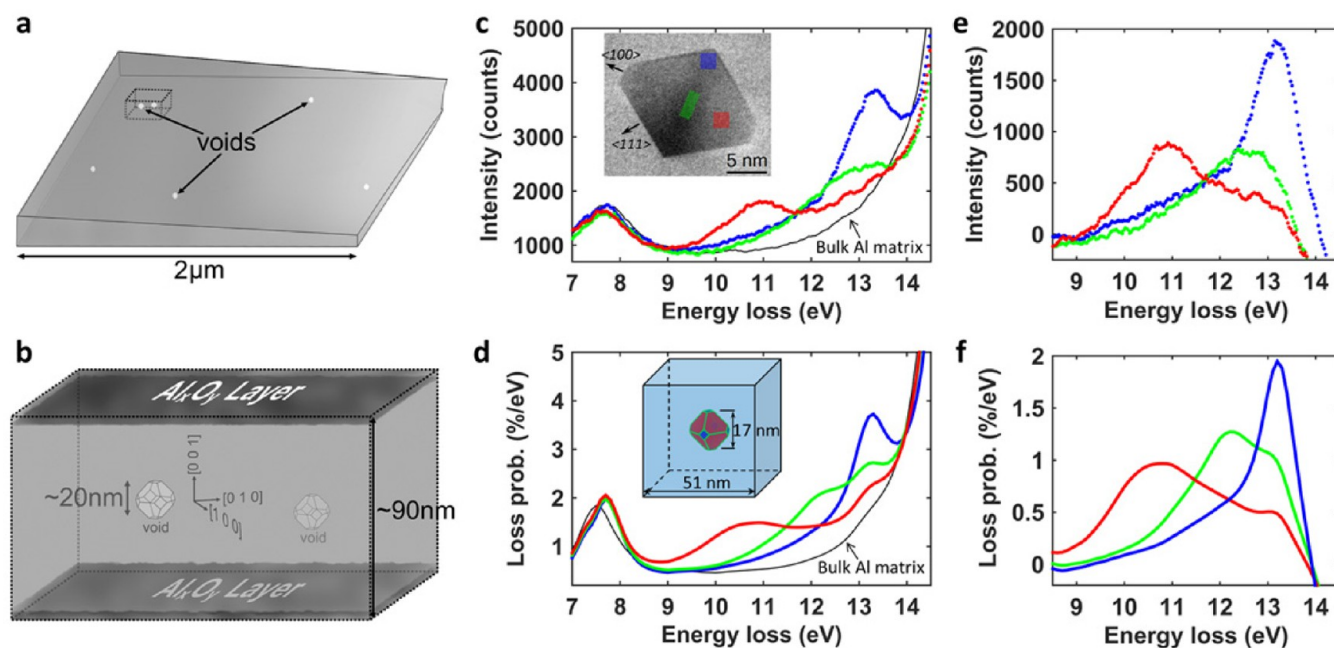 a
voids
2μm
b
AlxOy Layer
~20nm
void
[0 0 1]
[0 1 0]
[1 0 0]
void
~90nm
AlxOy Layer
c
Intensity (counts)
5000
4000
3000
2000
1000
<100>
<111>
5 nm
Bulk Al matrix
7 8 9 10 11 12 13 14
Energy loss (eV)
d
Loss prob. (%/eV)
5
4
3
2
1
17 nm
51 nm
Bulk Al matrix
7 8 9 10 11 12 13 14
Energy loss (eV)
e
Intensity (counts)
2000
1500
1000
500
0
9 10 11 12 13 14
Energy loss (eV)
f
Loss prob. (%/eV)
2
1.5
1
0.5
0
9 10 11 12 13 14
Energy loss (eV)